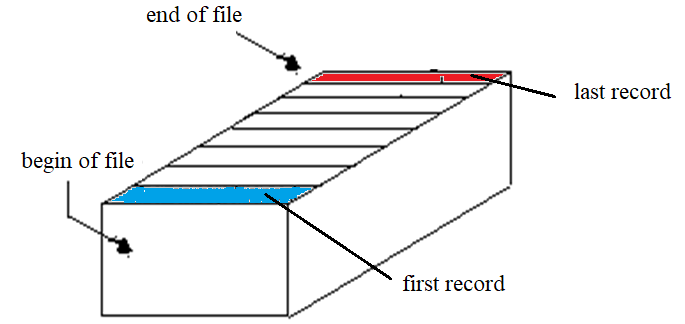 end of file
last record
begin of file
first record